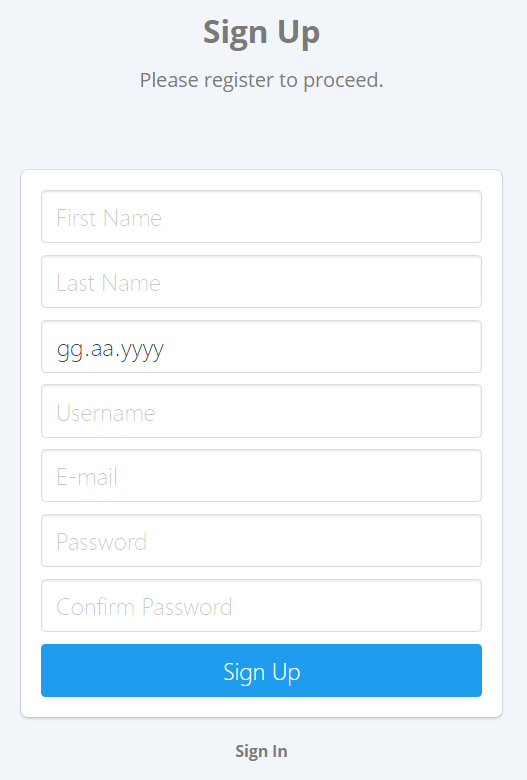 Sign Up
Please register to proceed.
First Name
Last Name
gg.aa.yyyy
Username
E-mail
Password
Confirm Password
Sign Up
Sign In